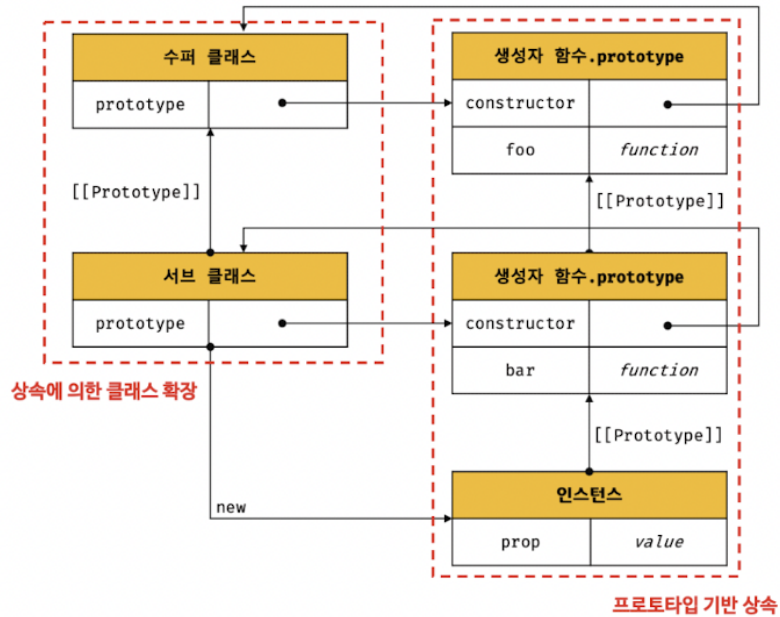 수퍼 클래스
prototype
생성자 함수.prototype
constructor
foo
function
[[Prototype]]
[[Prototype]]
서브 클래스
prototype
생성자 함수.prototype
constructor
bar
function
상속에 의한 클래스 확장
[[Prototype]]
new
인스턴스
prop
value
프로토타입 기반 상속